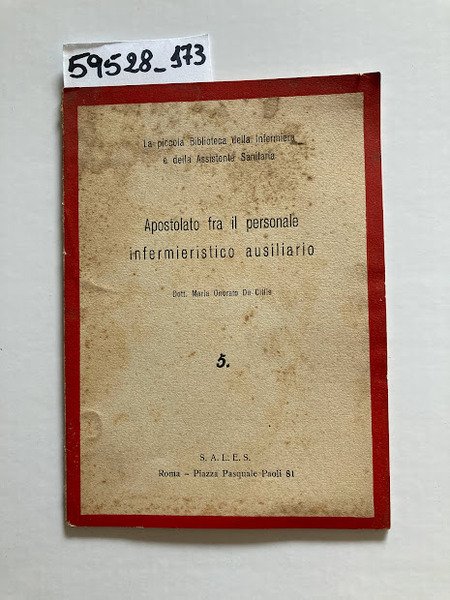 59528_173
La piccola Biblioteca della Infermiera
e della Assistente Sanitaria
Apostolato fra il personale
infermieristico ausiliario
Dott. Maria Onorato De Cillis
5.
S. A. L. E. S.
Roma – Piazza Pasquale Paoli 81